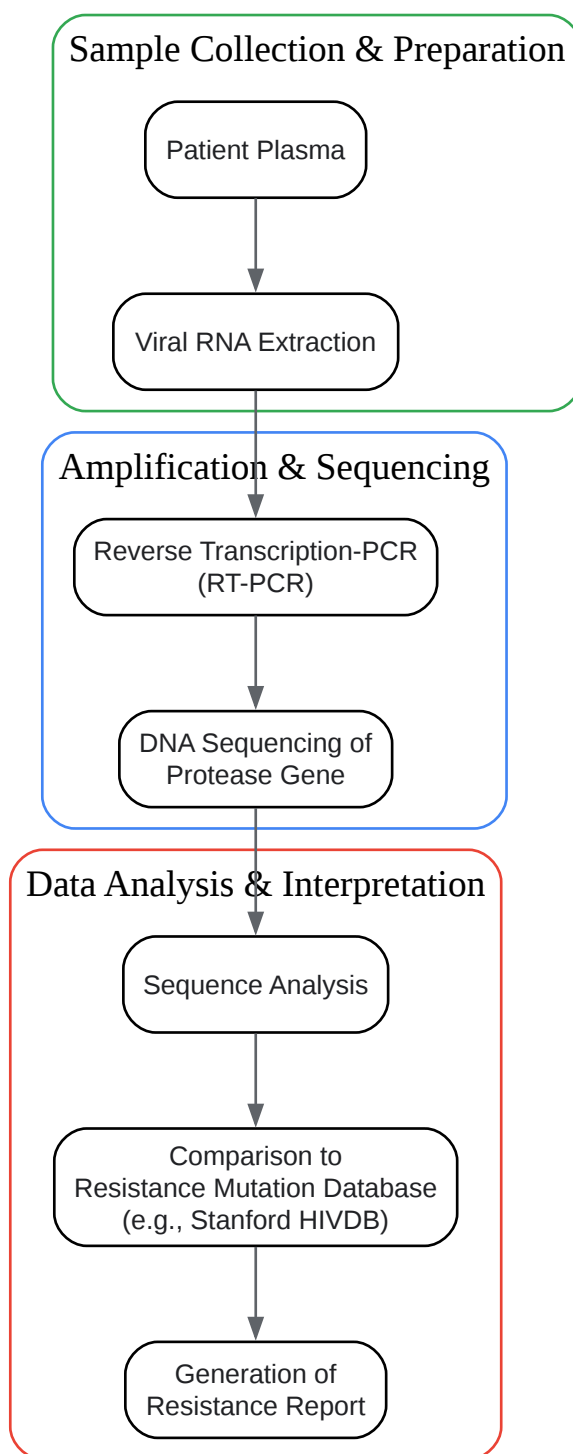 Sample Collection & Preparation
Patient Plasma
Viral RNA Extraction
Amplification & Sequencing
Reverse Transcription-PCR
(RT-PCR)
DNA Sequencing of
Protease Gene
Data Analysis & Interpretation
Sequence Analysis
Comparison to
Resistance Mutation Database
(e.g., Stanford HIVDB)
Generation of
Resistance Report